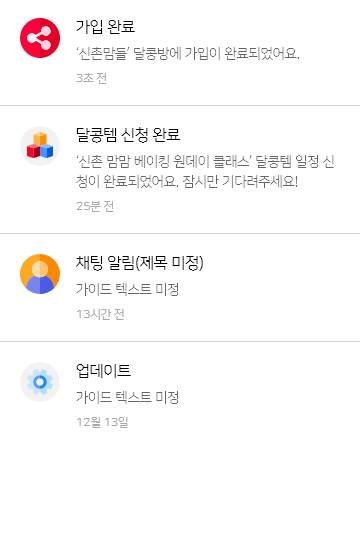 가입 완료
‘신촌맘들’ 달콩방에 가입이 완료되었어요.
3초 전
달콩템 신청 완료
‘신촌 맘맘 베이킹 원데이 클래스’ 달콩템 일정 신
청이 완료되었어요. 잠시만 기다려주세요!
25분 전
채팅 알림(제목 미정)
가이드 텍스트 미정
13시간 전
업데이트
가이드 텍스트 미정
12월 13일